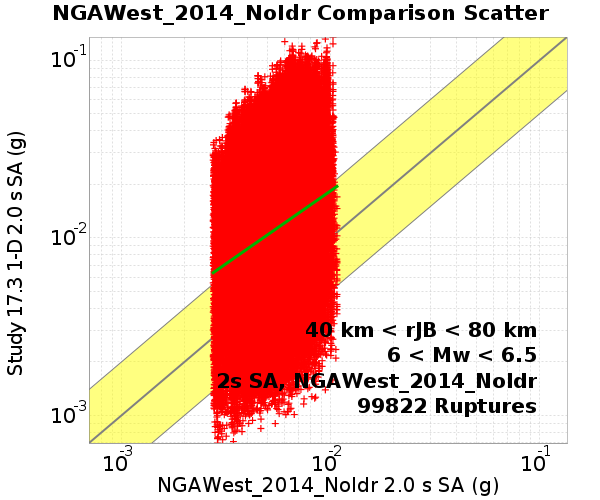 NGAWest_2014_NoIdr Comparison Scatter
Study 17.3 1-D 2.0 s SA (g)
10-1
10-2
10-3
40 km < rJB < 80 km
6 < Mw < 6.5
2s SA, NGAWest_2014_NoIdr
99822 Ruptures
10-3 10-2 10-1
NGAWest_2014_NoIdr 2.0 s SA (g)